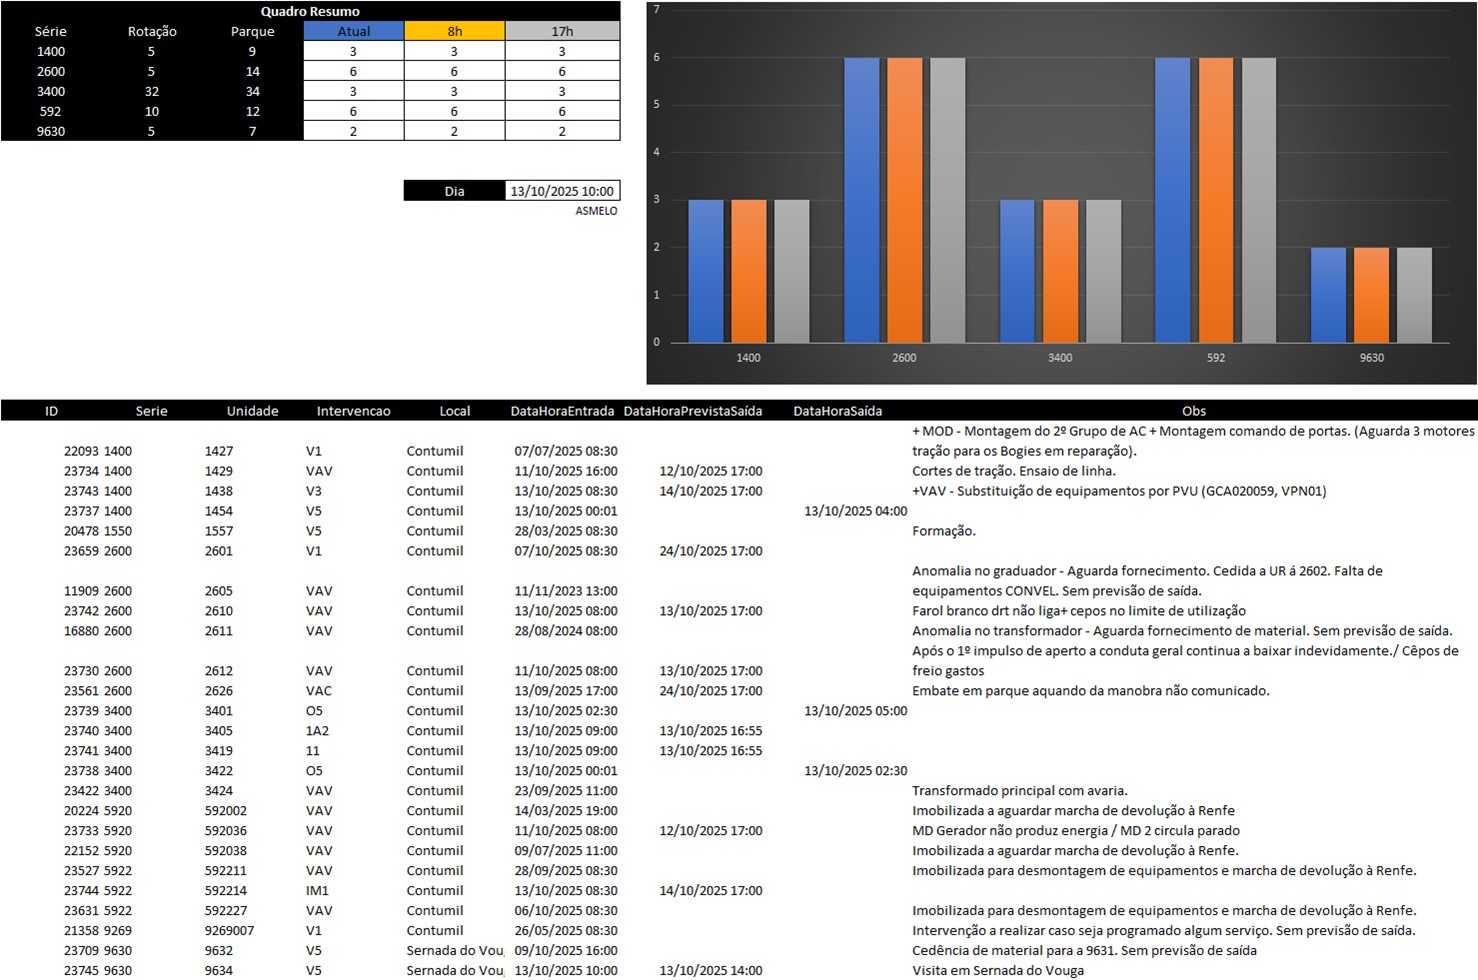 Quadro Resumo
Série Rotação Parque Atual 8h 17h
1400 5 9 3 3 3
2600 5 14 6 6 6
3400 32 34 3 3 3
592 10 12 6 6 6
9630 5 7 2 2 2
Dia 13/10/2025 10:00
ASMELO
7
6
5
4
3
2
1
0
1400 2600 3400 592 9630
ID Serie Unidade Intervencao Local DataHoraEntrada DataHoraPrevistaSaída DataHoraSaída Obs
+ MOD - Montagem do 2º Grupo de AC + Montagem comando de portas. (Aguarda 3 motores
22093 1400 1427 V1 Contumil 07/07/2025 08:30 tração para os Bogies em reparação).
23734 1400 1429 VAV Contumil 11/10/2025 16:00 12/10/2025 17:00 Cortes de tração. Ensaio de linha.
23743 1400 1438 V3 Contumil 13/10/2025 08:30 14/10/2025 17:00 +VAV - Substituição de equipamentos por PVU (GCA020059, VPN01)
23737 1400 1454 V5 Contumil 13/10/2025 00:01 13/10/2025 04:00
20478 1550 1557 V5 Contumil 28/03/2025 08:30 Formação.
23659 2600 2601 V1 Contumil 07/10/2025 08:30 24/10/2025 17:00
Anomalia no graduador - Aguarda fornecimento. Cedida a UR á 2602. Falta de
11909 2600 2605 VAV Contumil 11/11/2023 13:00 equipamentos CONVEL. Sem previsão de saída.
23742 2600 2610 VAV Contumil 13/10/2025 08:00 13/10/2025 17:00 Farol branco drt não liga+ cepos no limite de utilização
16880 2600 2611 VAV Contumil 28/08/2024 08:00 Anomalia no transformador - Aguarda fornecimento de material. Sem previsão de saída.
Após o 1º impulso de aperto a conduta geral continua a baixar indevidamente./ Cêpos de
23730 2600 2612 VAV Contumil 11/10/2025 08:00 13/10/2025 17:00 freio gastos
23561 2600 2626 VAC Contumil 13/09/2025 17:00 24/10/2025 17:00 Embate em parque aquando da manobra não comunicado.
23739 3400 3401 O5 Contumil 13/10/2025 02:30 13/10/2025 05:00
23740 3400 3405 1A2 Contumil 13/10/2025 09:00 13/10/2025 16:55
23741 3400 3419 11 Contumil 13/10/2025 09:00 13/10/2025 16:55
23738 3400 3422 O5 Contumil 13/10/2025 00:01 13/10/2025 02:30
23422 3400 3424 VAV Contumil 23/09/2025 11:00 Transformado principal com avaria.
20224 5920 592002 VAV Contumil 14/03/2025 19:00 Imobilizada a aguardar marcha de devolução à Renfe
23733 5920 592036 VAV Contumil 11/10/2025 08:00 12/10/2025 17:00 MD Gerador não produz energia / MD 2 circula parado
22152 5920 592038 VAV Contumil 09/07/2025 11:00 Imobilizada a aguardar marcha de devolução à Renfe.
23527 5922 592211 VAV Contumil 28/09/2025 08:30 Imobilizada para desmontagem de equipamentos e marcha de devolução à Renfe.
23744 5922 592214 IM1 Contumil 13/10/2025 08:30 14/10/2025 17:00
23631 5922 592227 VAV Contumil 06/10/2025 08:30 Imobilizada para desmontagem de equipamentos e marcha de devolução à Renfe.
21358 9269 9269007 V1 Contumil 26/05/2025 08:30 Intervenção a realizar caso seja programado algum serviço. Sem previsão de saída.
23709 9630 9632 V5 Sernada do Vou 09/10/2025 16:00 Cedência de material para a 9631. Sem previsão de saída
23745 9630 9634 V5 Sernada do Vou 13/10/2025 10:00 13/10/2025 14:00 Visita em Sernada do Vouga